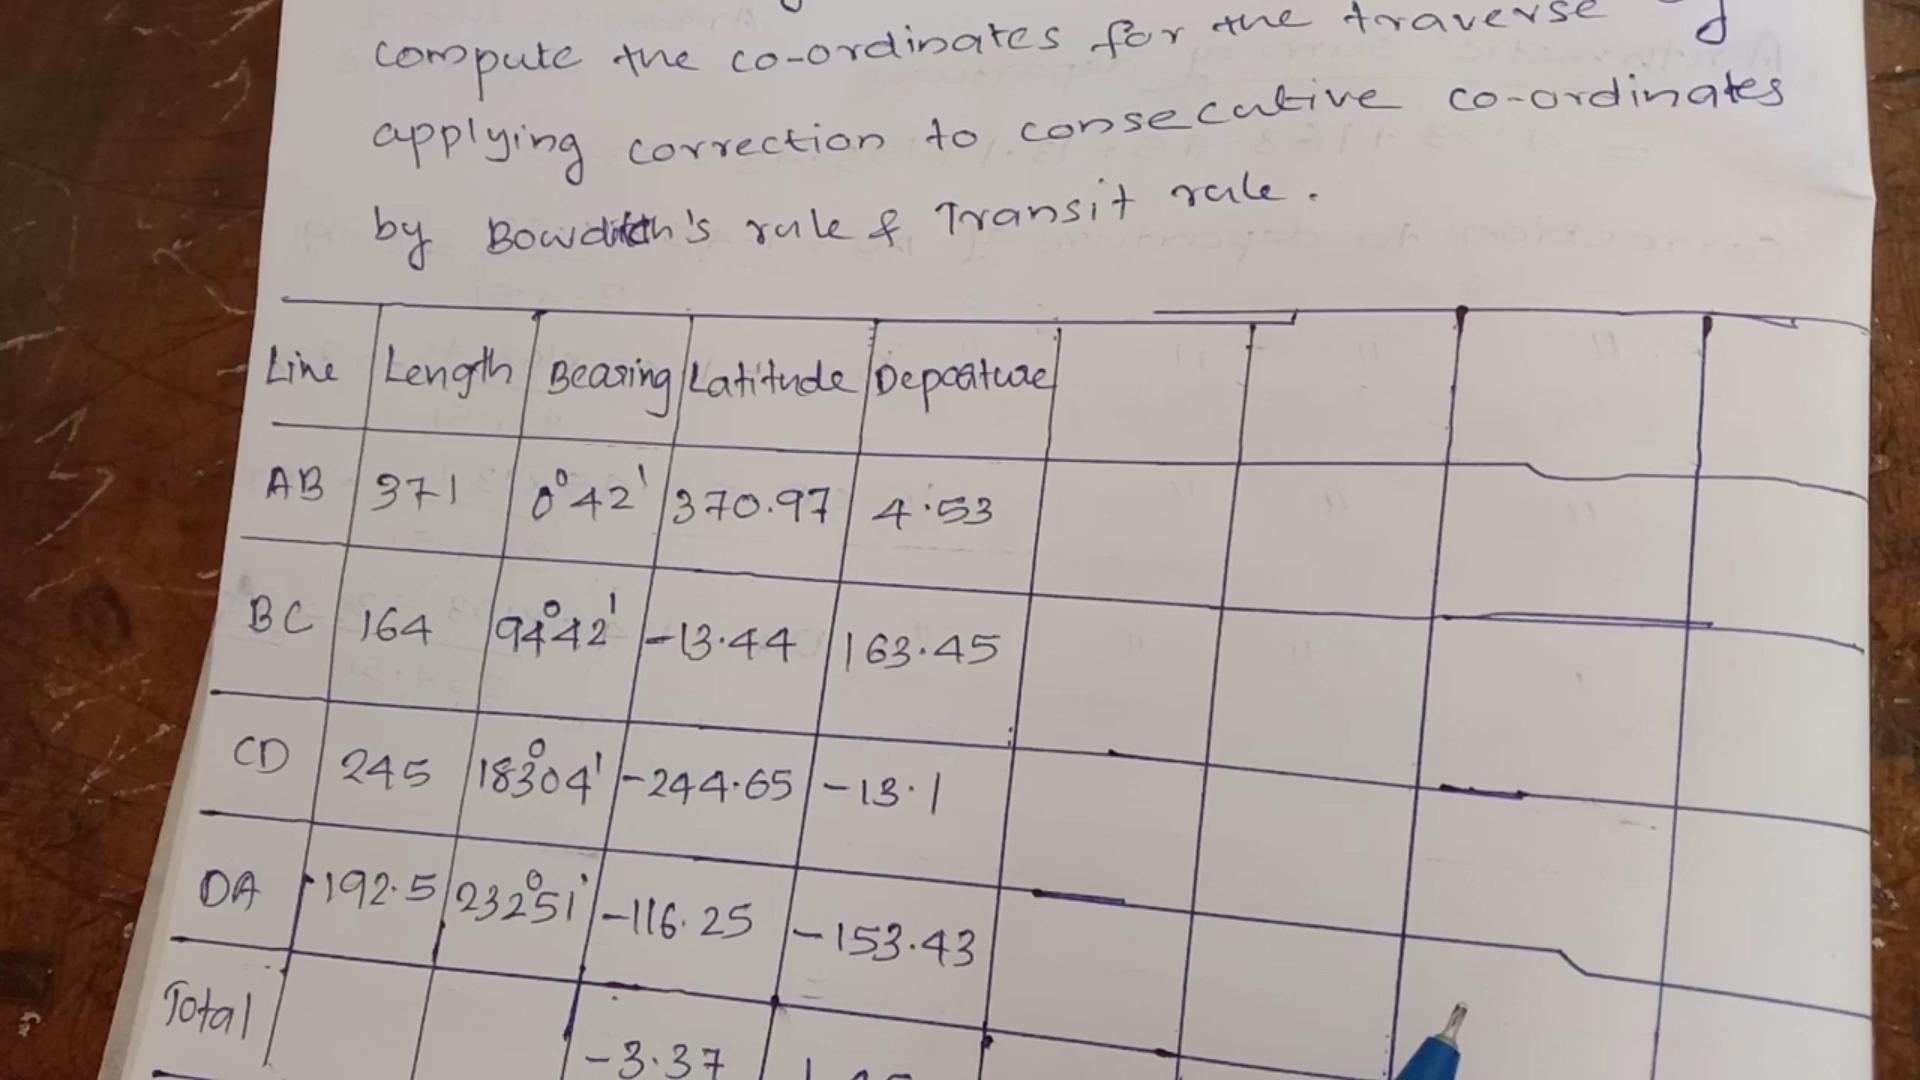 compute the co-ordinates for the traverse by
applying correction to consecutive co-ordinates
by Bowditch's rule & Transit rule.
Line Length Bearing Latitude Departure
AB 371 0°42' 370.97 4.53
BC 164 94°42' -13.44 163.45
CD 245 183°04' -244.65 -13.1
DA 192.5 232°51' -116.25 -153.43
Total -3.37